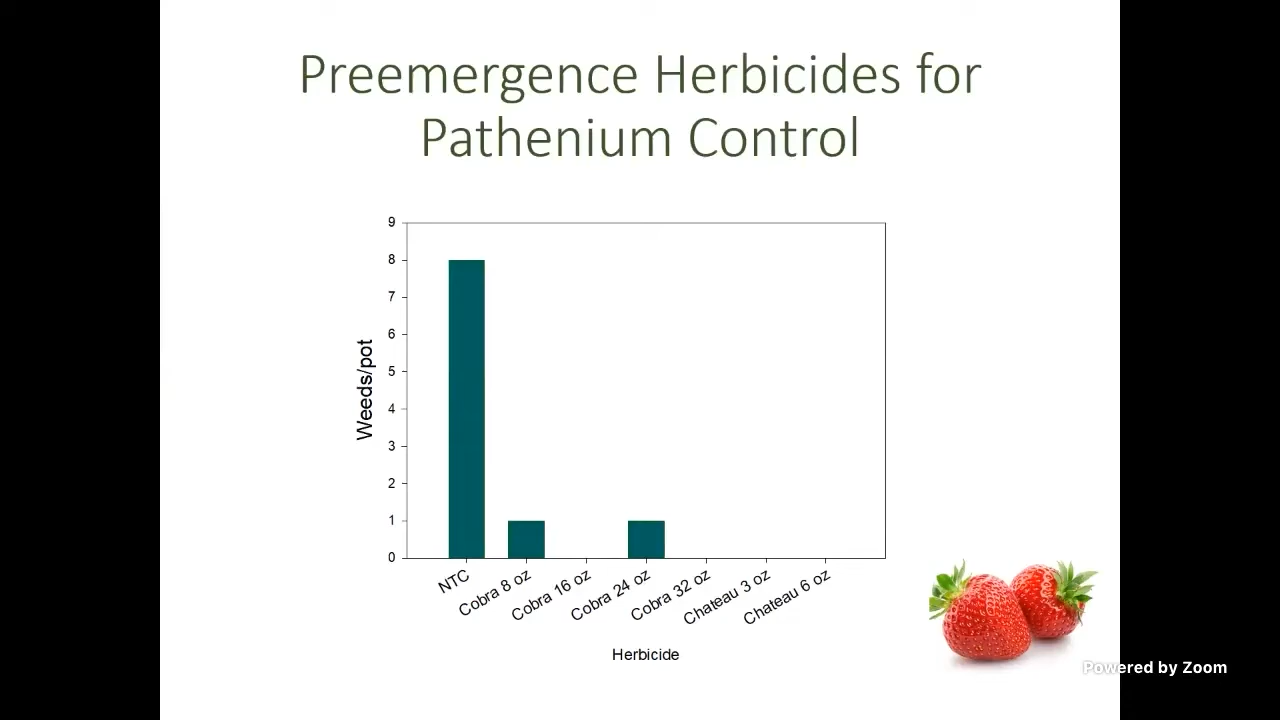 Preemergence Herbicides for
Pathenium Control
9
8
7
6
5
4
3
2
1
0
Weeds/pot
NTC
Cobra 8 oz
Cobra 16 oz
Cobra 24 oz
Cobra 32 oz
Chateau 3 oz
Chateau 6 oz
Herbicide
Powered by Zoom